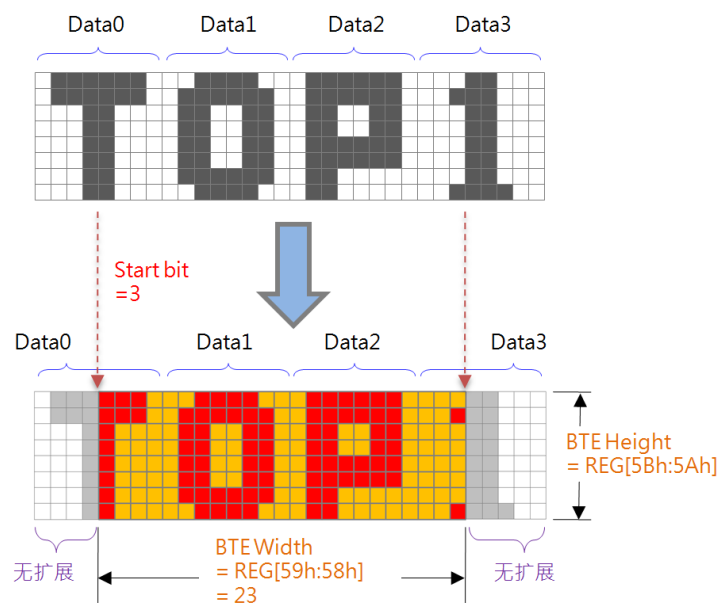 Data0 Data1 Data2 Data3
Start bit
=3
Data0 Data1 Data2 Data3
BTE Height
= REG[5Bh:5Ah]
无扩展
BTE Width
= REG[59h:58h]
= 23
无扩展